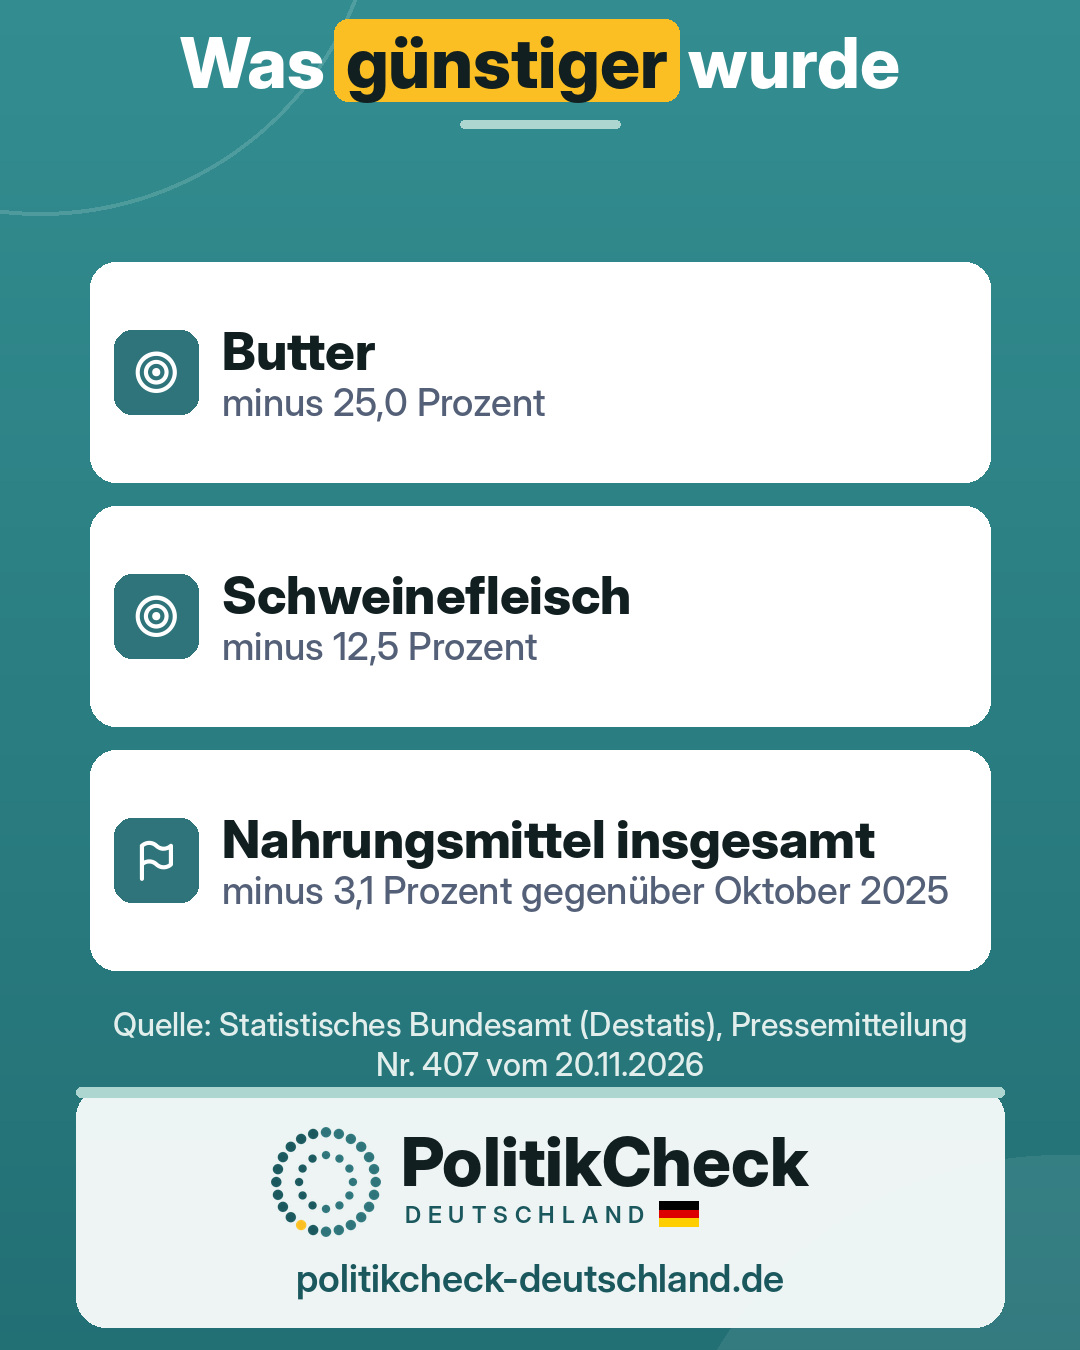 Was günstiger wurde
Butter
minus 25,0 Prozent
Schweinefleisch
minus 12,5 Prozent
Nahrungsmittel insgesamt
minus 3,1 Prozent gegenüber Oktober 2025
Quelle: Statistisches Bundesamt (Destatis), Pressemitteilung
Nr. 407 vom 20.11.2026
PolitikCheck
DEUTSCHLAND
politikcheck-deutschland.de